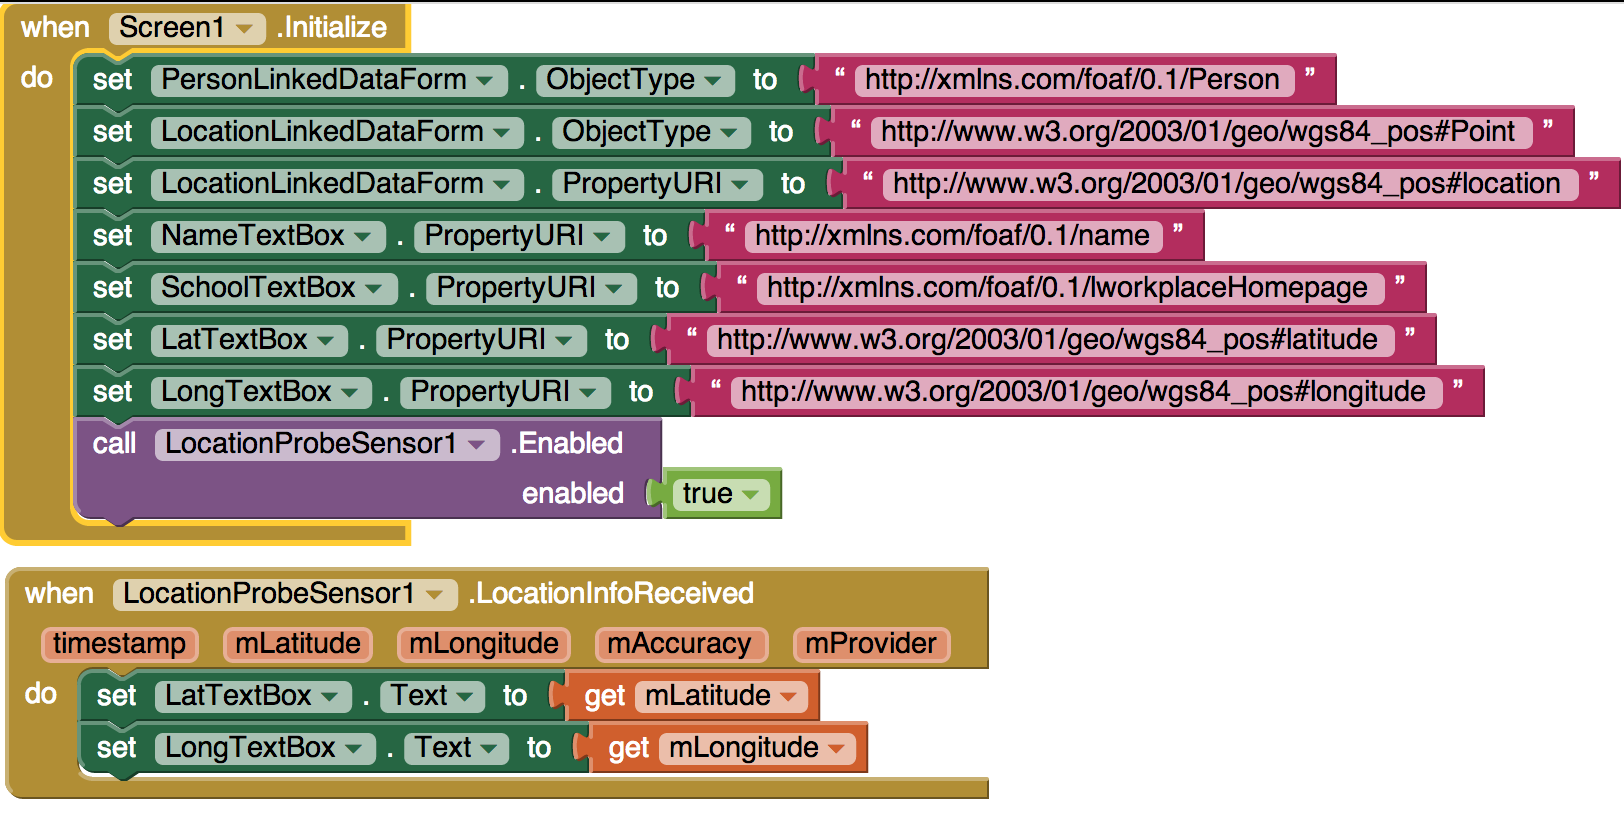 when Screen1 .Initialize
do set PersonLinkedDataForm . ObjectType to “ http://xmlns.com/foaf/0.1/Person ”
set LocationLinkedDataForm . ObjectType to “ http://www.w3.org/2003/01/geo/wgs84_pos#Point ”
set LocationLinkedDataForm . PropertyURI to “ http://www.w3.org/2003/01/geo/wgs84_pos#location ”
set NameTextBox . PropertyURI to “ http://xmlns.com/foaf/0.1/name ”
set SchoolTextBox . PropertyURI to “ http://xmlns.com/foaf/0.1/lworkplaceHomepage ”
set LatTextBox . PropertyURI to “ http://www.w3.org/2003/01/geo/wgs84_pos#latitude ”
set LongTextBox . PropertyURI to “ http://www.w3.org/2003/01/geo/wgs84_pos#longitude ”
call LocationProbeSensor1 .Enabled
enabled true
when LocationProbeSensor1 .LocationInfoReceived
timestamp mLatitude mLongitude mAccuracy mProvider
do set LatTextBox . Text to get mLatitude
set LongTextBox . Text to get mLongitude